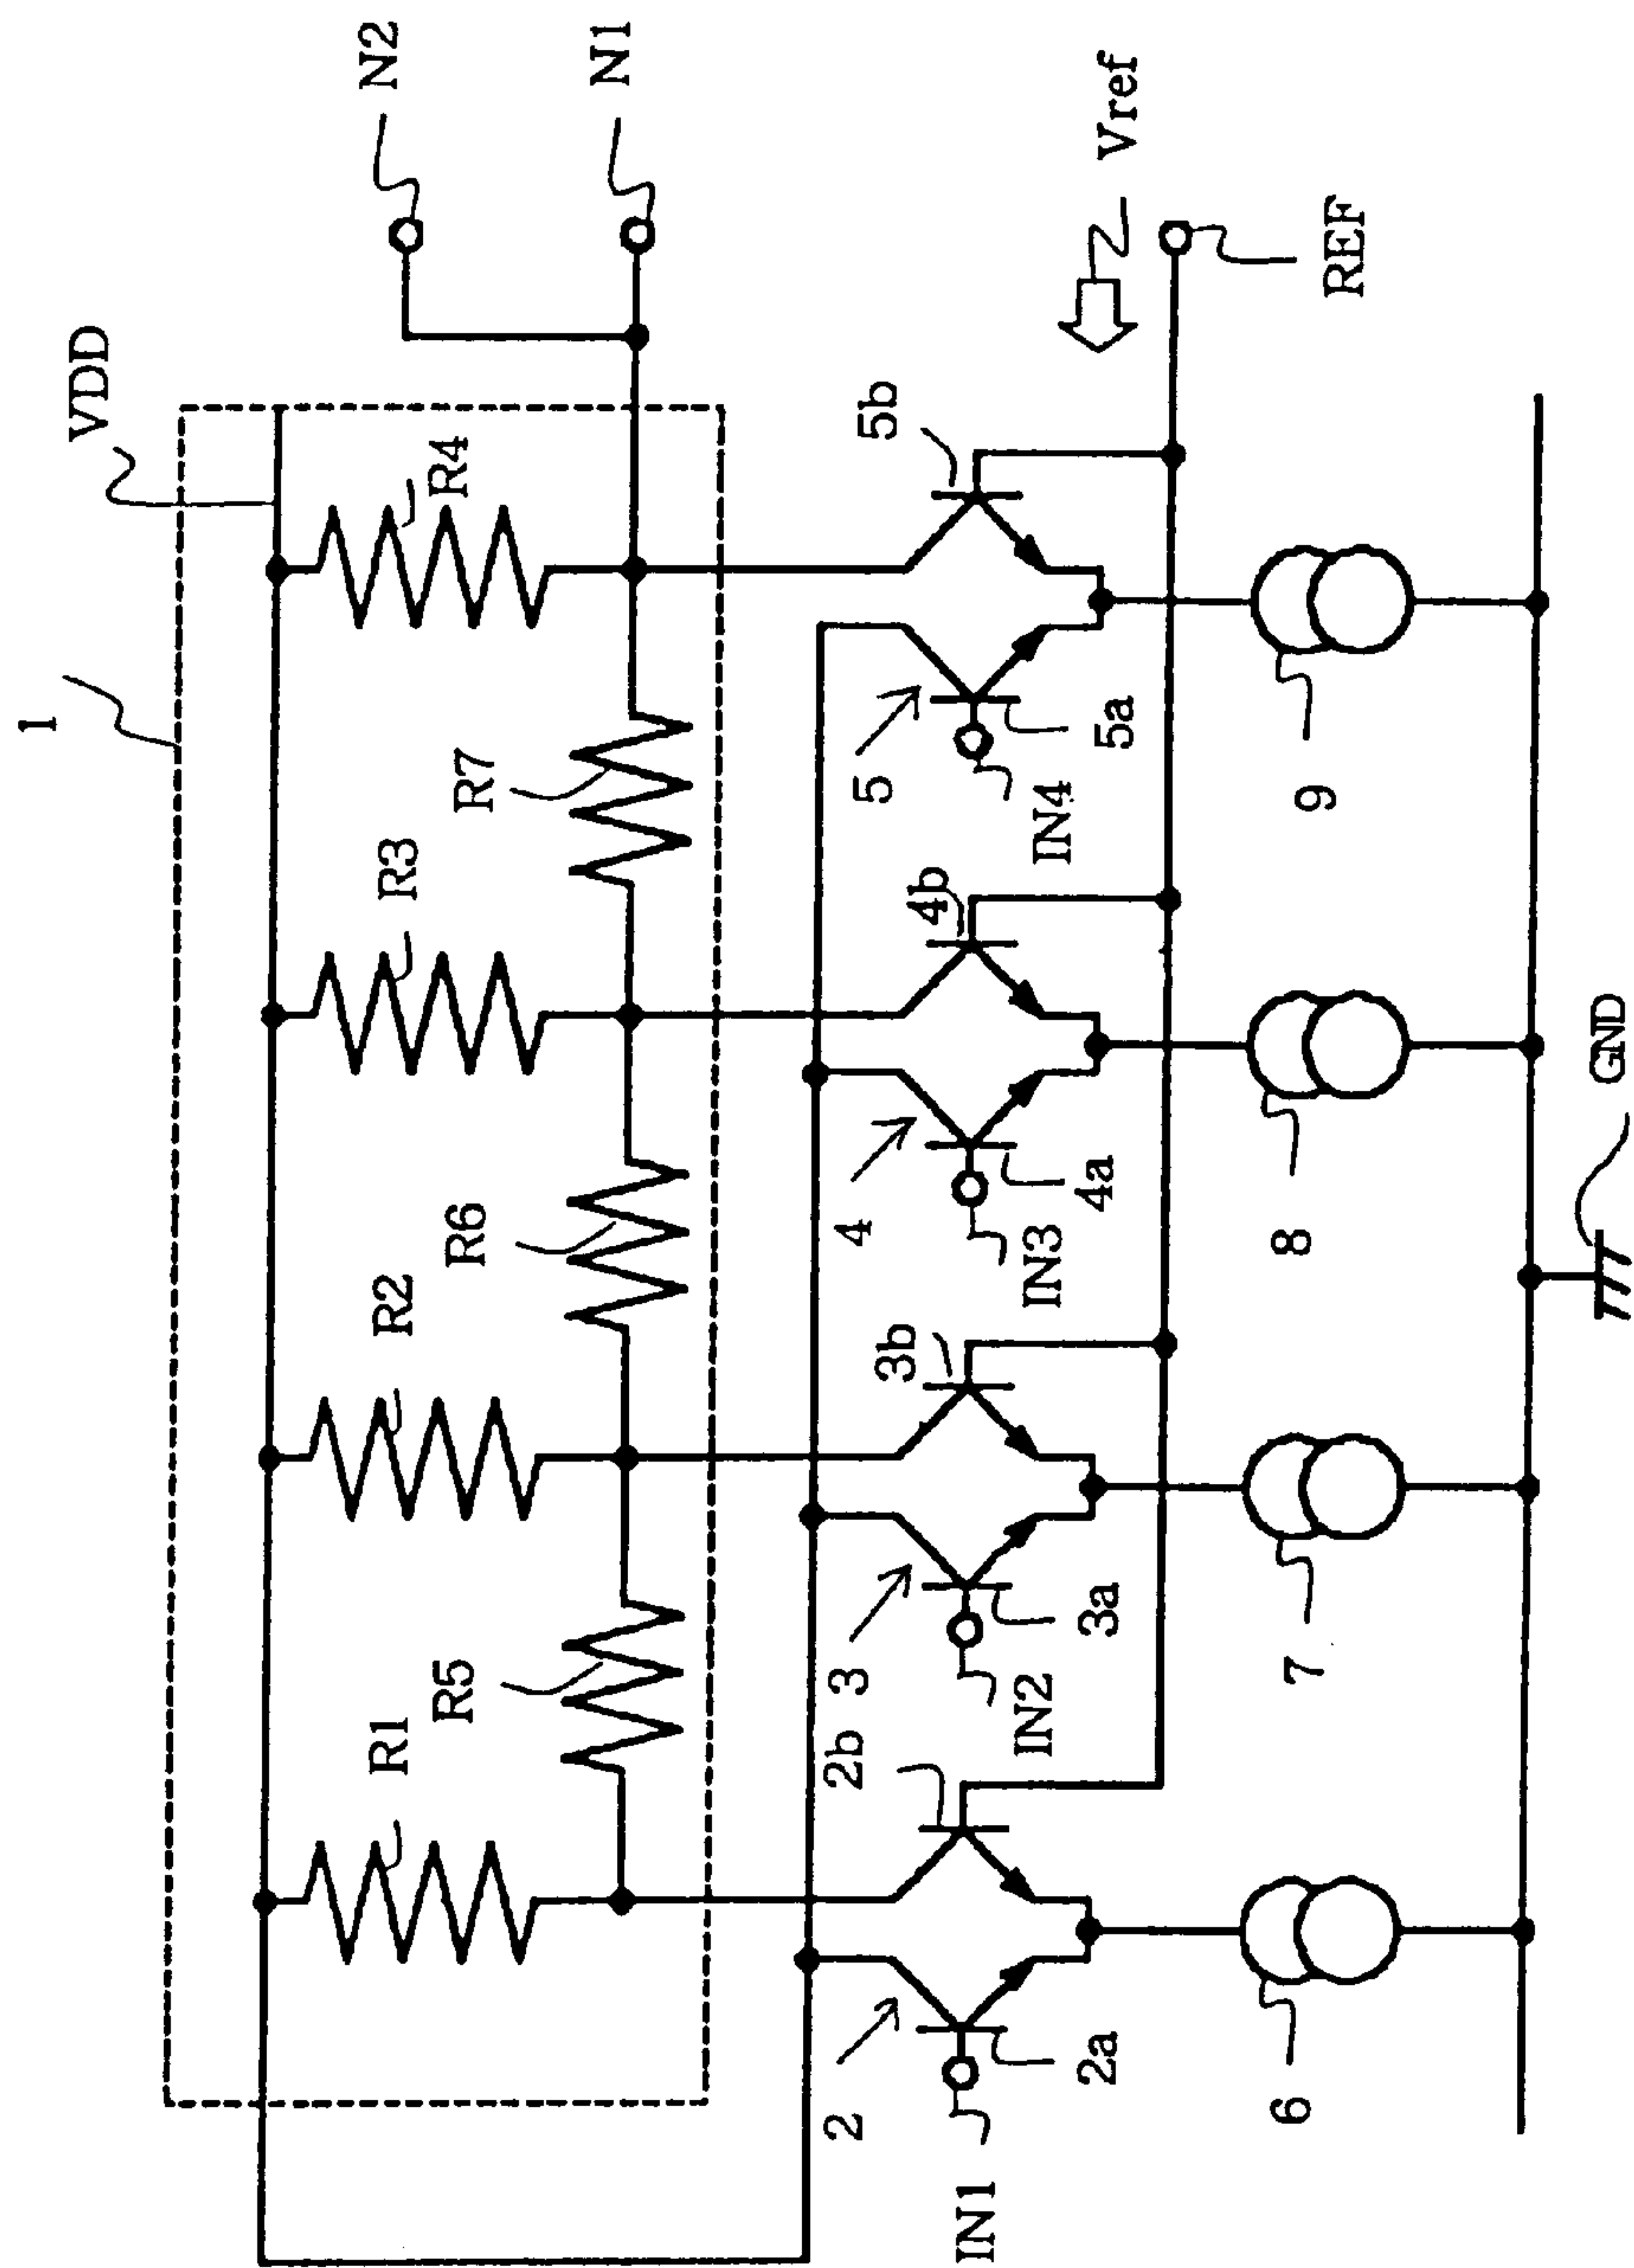 1
VDD
N2
N1
R1
R2
R3
R4
R5
R6
R7
Vref
REF
2
2a
2b
IN1
3
3a
3b
IN2
4
4a
4b
IN3
5
5a
5b
IN4
6
7
8
9
GND